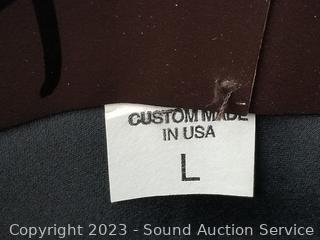 CUSTOM MADE
IN USA
L
Copyright 2023 - Sound Auction Service